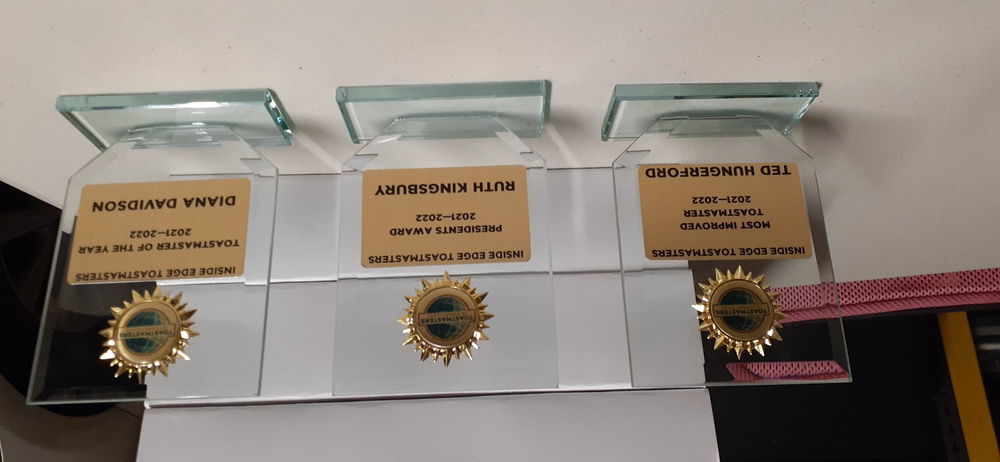 TOASTMASTERS
INSIDE EDGE TOASTMASTERS
MOST IMPROVED
TOASTMASTER
2021—2022
TED HUNGERFORD
TOASTMASTERS
INSIDE EDGE TOASTMASTERS
PRESIDENTS AWARD
2021—2022
RUTH KINGSBURY
TOASTMASTERS
INSIDE EDGE TOASTMASTERS
TOASTMASTER OF THE YEAR
2021—2022
DIANA DAVIDSON